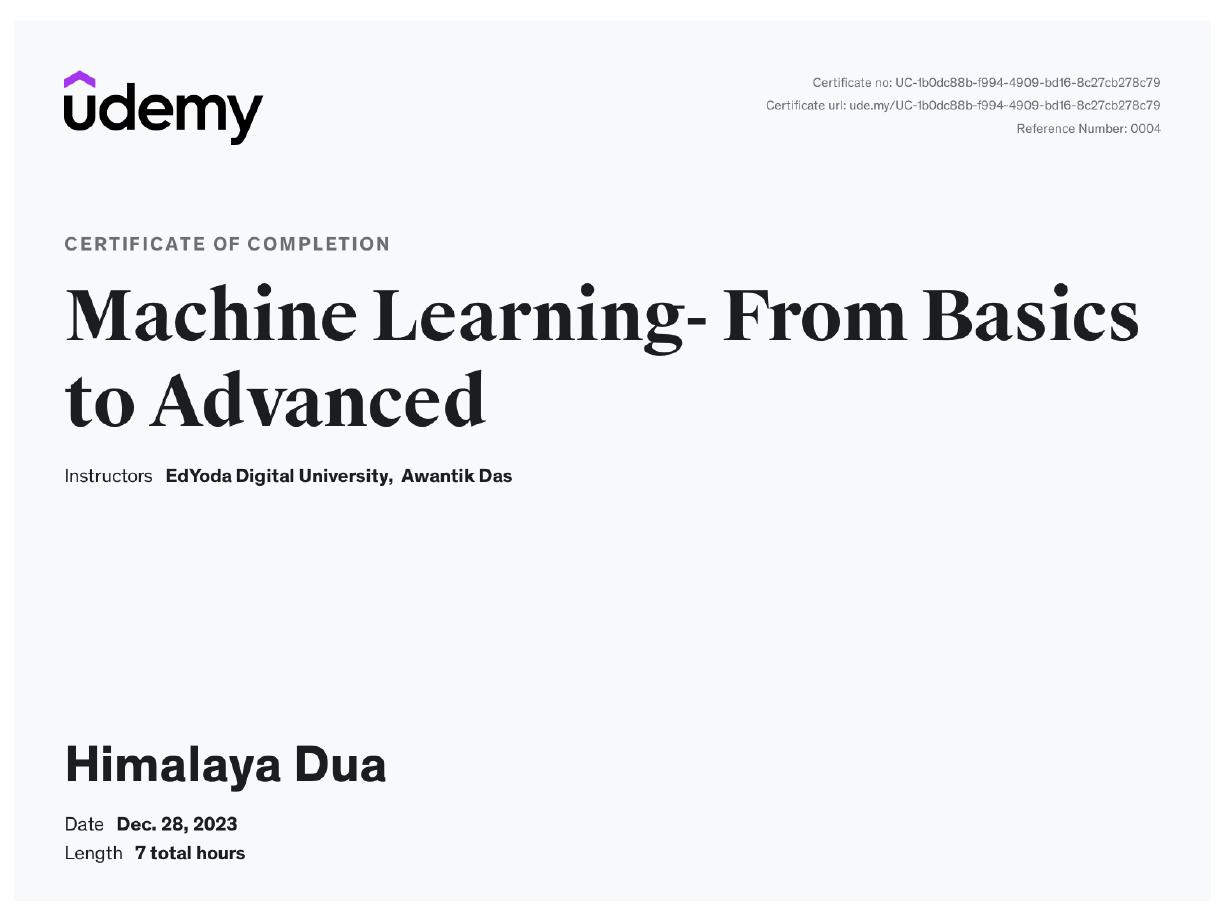 udemy
Certificate no: UC-1b0dc88b-f994-4909-bd16-8c27cb278c79
Certificate url: ude.my/UC-1b0dc88b-f994-4909-bd16-8c27cb278c79
Reference Number: 0004
CERTIFICATE OF COMPLETION
Machine Learning- From Basics
to Advanced
Instructors EdYoda Digital University, Awantik Das
Himalaya Dua
Date Dec. 28, 2023
Length 7 total hours